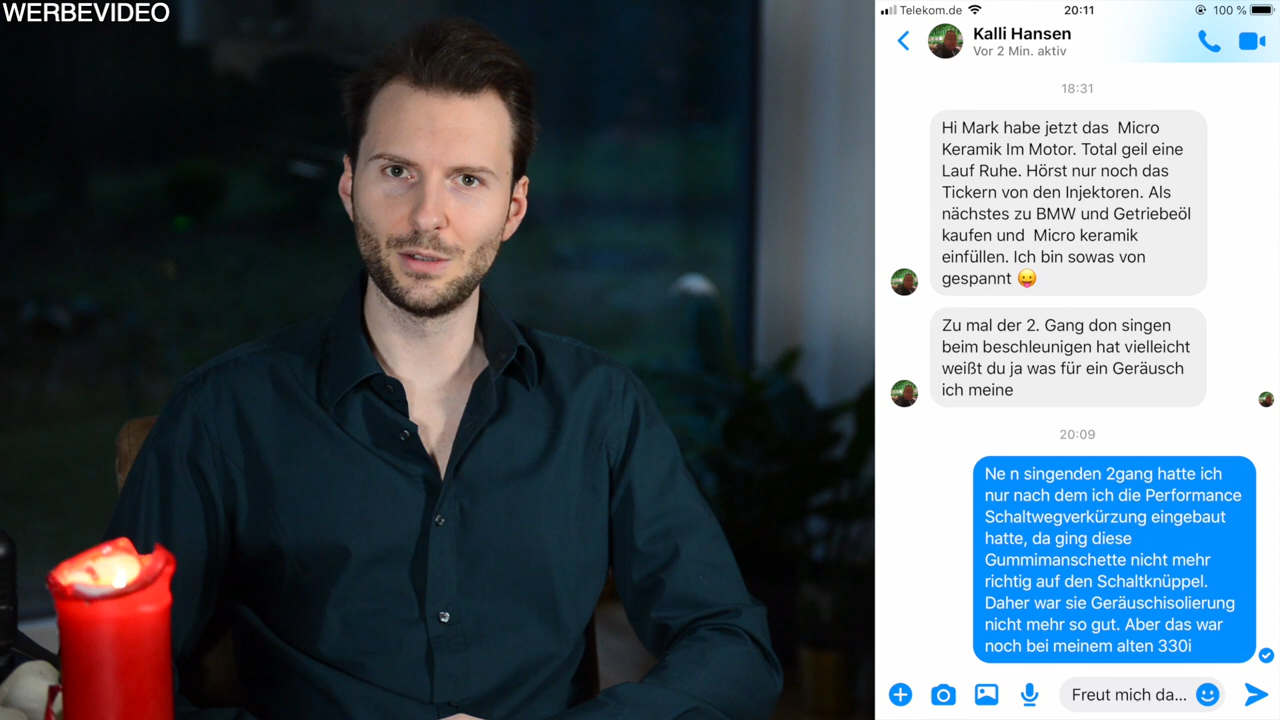 WERBEVIDEO
Telekom.de
20:11
100 %
Kalli Hansen
Vor 2 Min. aktiv
18:31
Hi Mark habe jetzt das  Micro
Keramik Im Motor. Total geil eine
Lauf Ruhe. Hörst nur noch das
Tickern von den Injektoren. Als
nächstes zu BMW und Getriebeöl
kaufen und  Micro keramik
einfüllen. Ich bin sowas von
gespannt 😛
Zu mal der 2. Gang don singen
beim beschleunigen hat vielleicht
weißt du ja was für ein Geräusch
ich meine
20:09
Ne n singenden 2gang hatte ich
nur nach dem ich die Performance
Schaltwegverkürzung eingebaut
hatte, da ging diese
Gummimanschette nicht mehr
richtig auf den Schaltknüppel.
Daher war sie Geräuschisolierung
nicht mehr so gut. Aber das war
noch bei meinem alten 330i
Freut mich da...